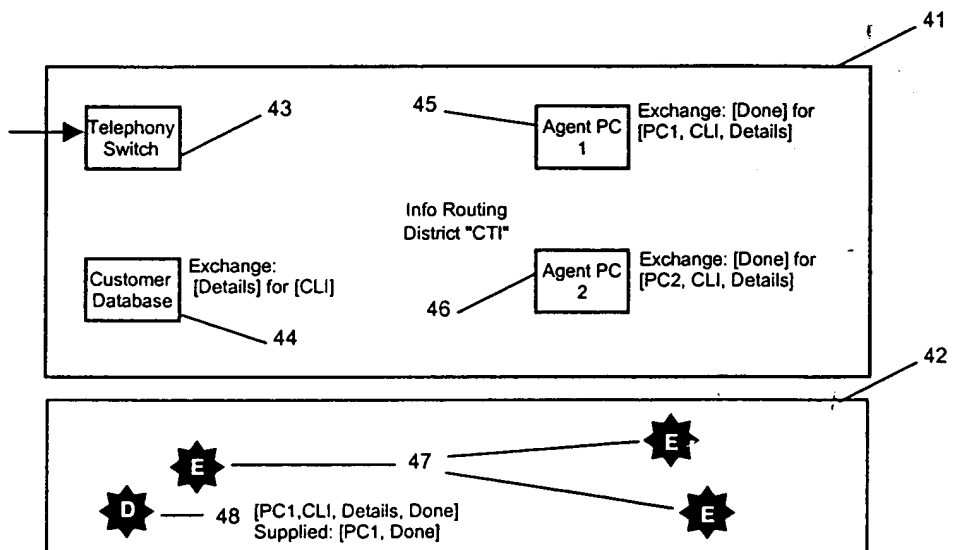 41
Telephony
Switch
43
45
Agent PC
1
Exchange: [Done] for
[PC1, CLI, Details]
Info Routing
District "CTI"
Customer
Database
Exchange:
[Details] for [CLI]
44
46
Agent PC
2
Exchange: [Done] for
[PC2, CLI, Details]
42
E
47
E
D
48
[PC1,CLI, Details, Done]
Supplied: [PC1, Done]
E